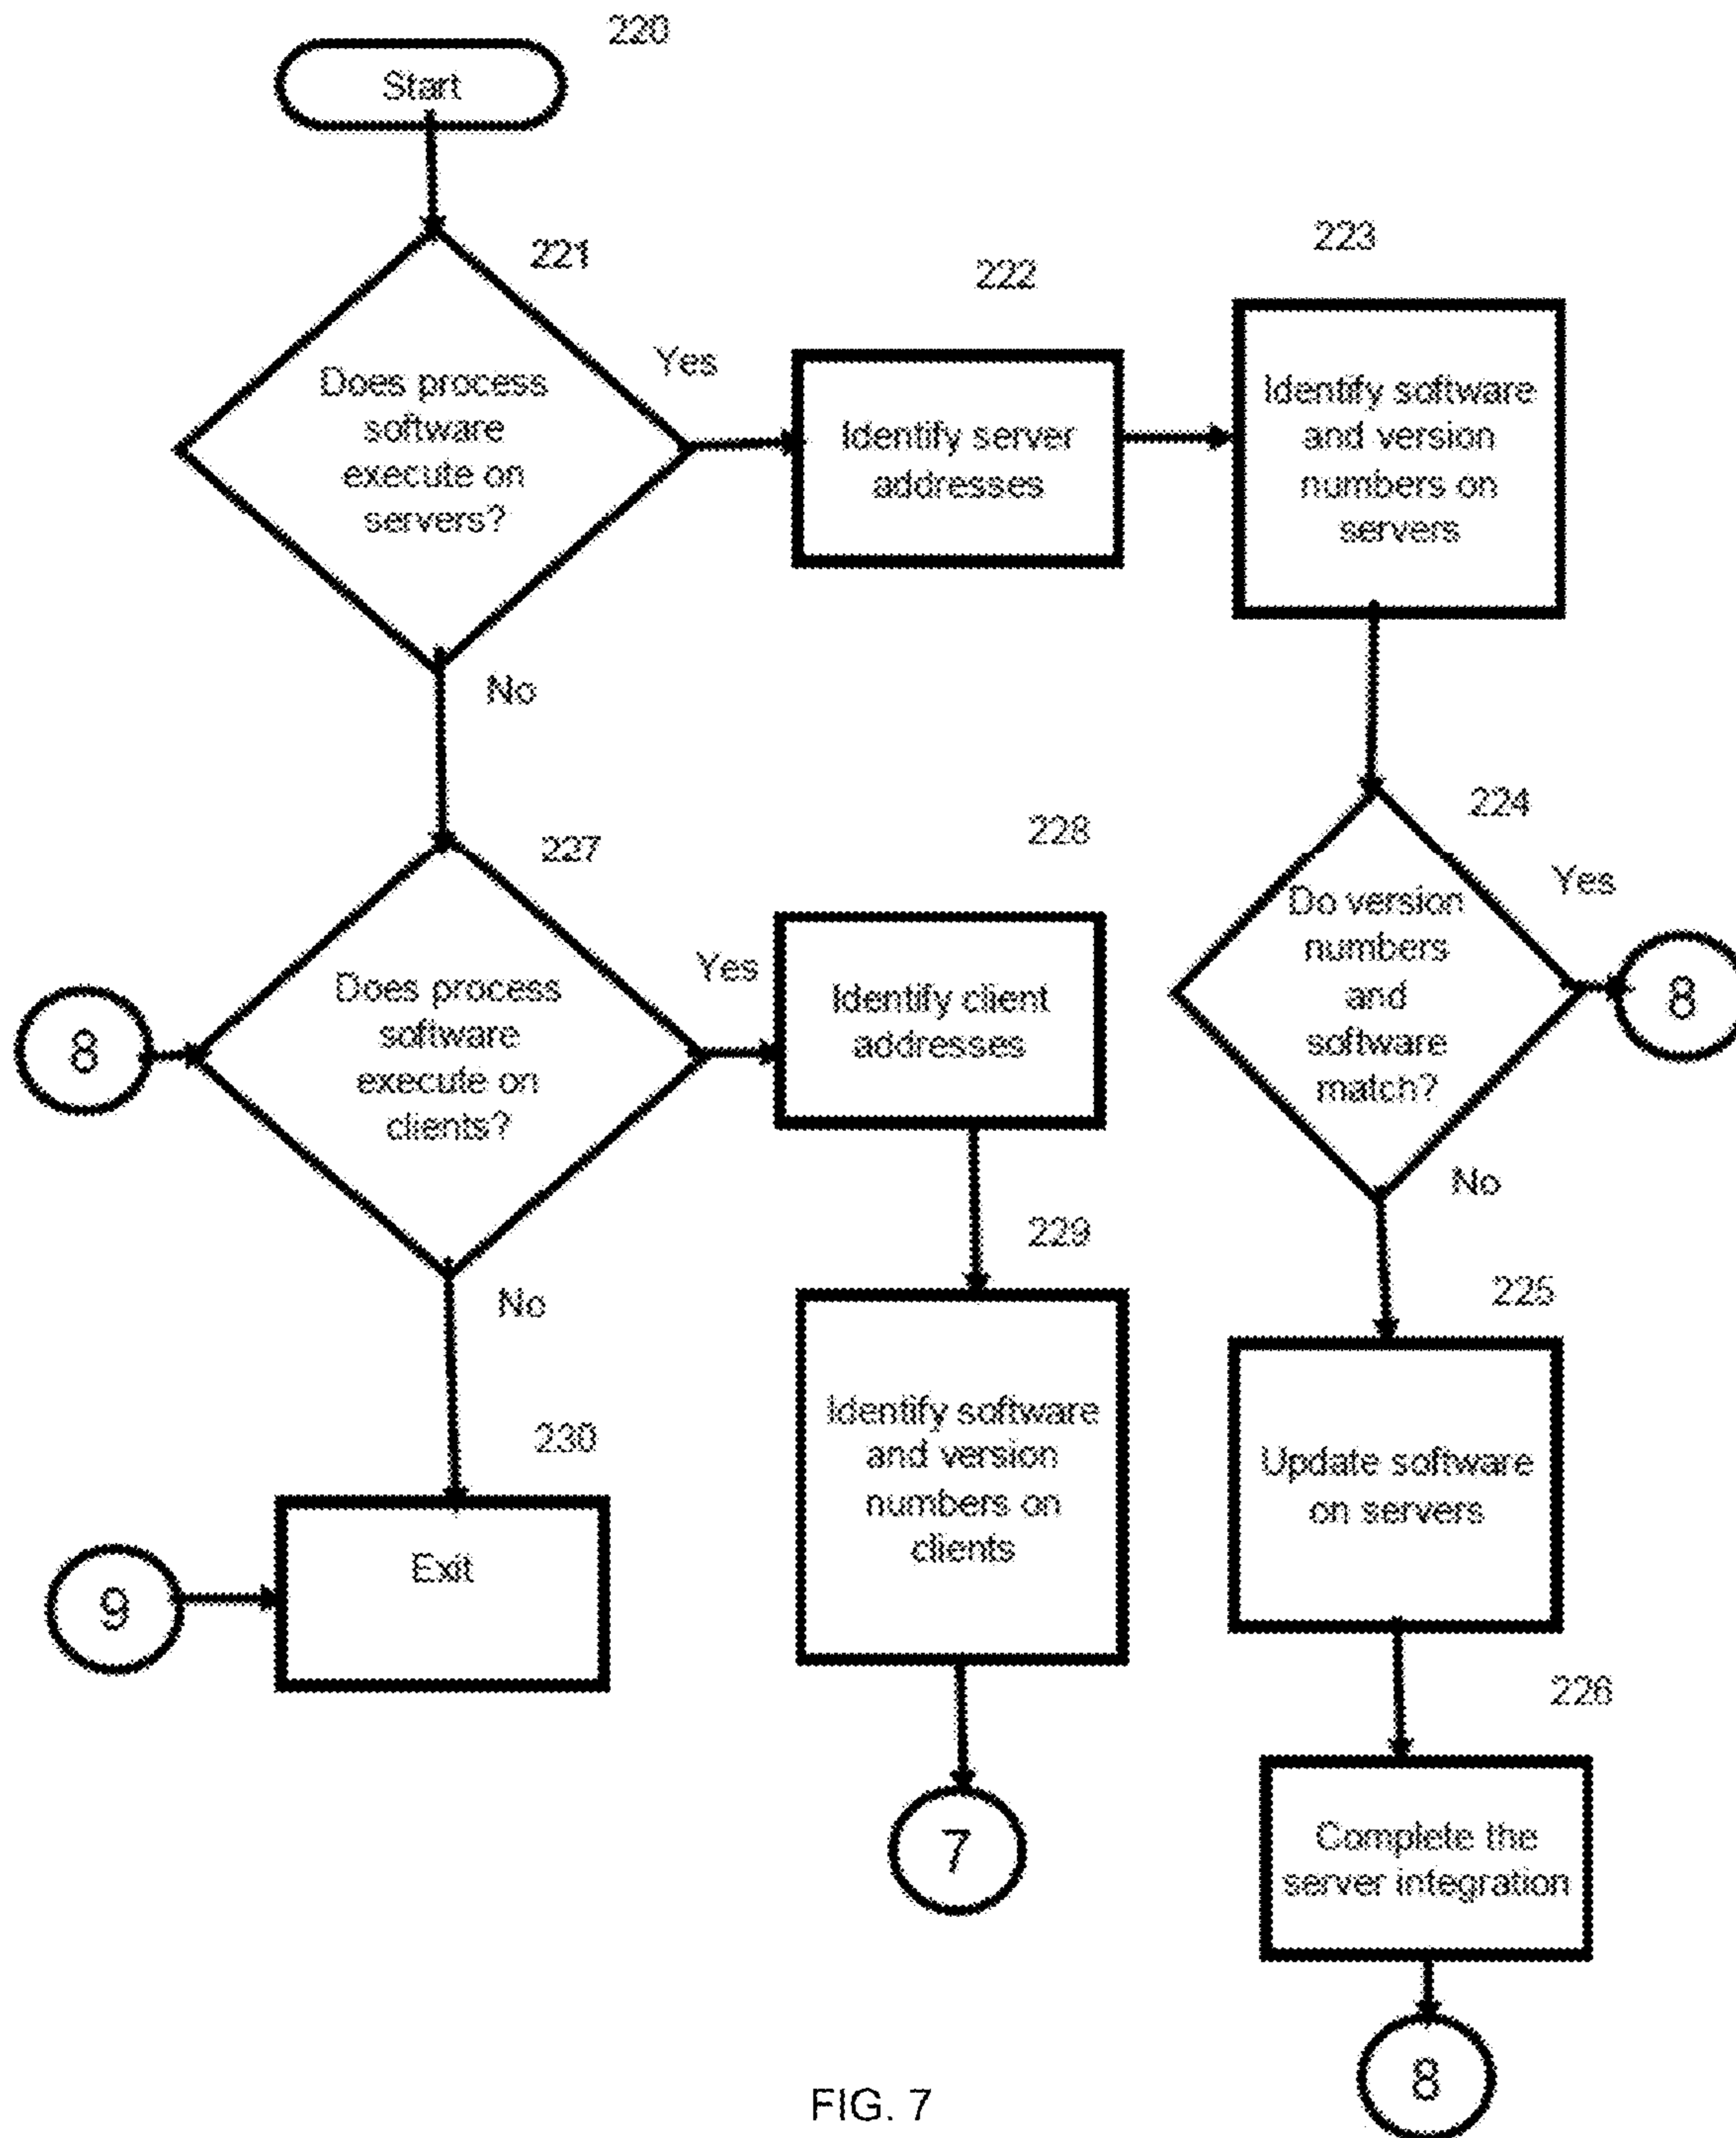 220
Start
221
Does process
software
execute on
servers?
Yes
No
222
Identify server
addresses
223
Identify software
and version
numbers on
servers
224
Do version
numbers
and
software
match?
Yes
8
No
225
Update software
on servers
226
Complete the
server integration
8
227
8
Does process
software
execute on
clients?
Yes
No
228
Identify client
addresses
229
Identify software
and version
numbers on
clients
7
230
Exit
9
FIG. 7